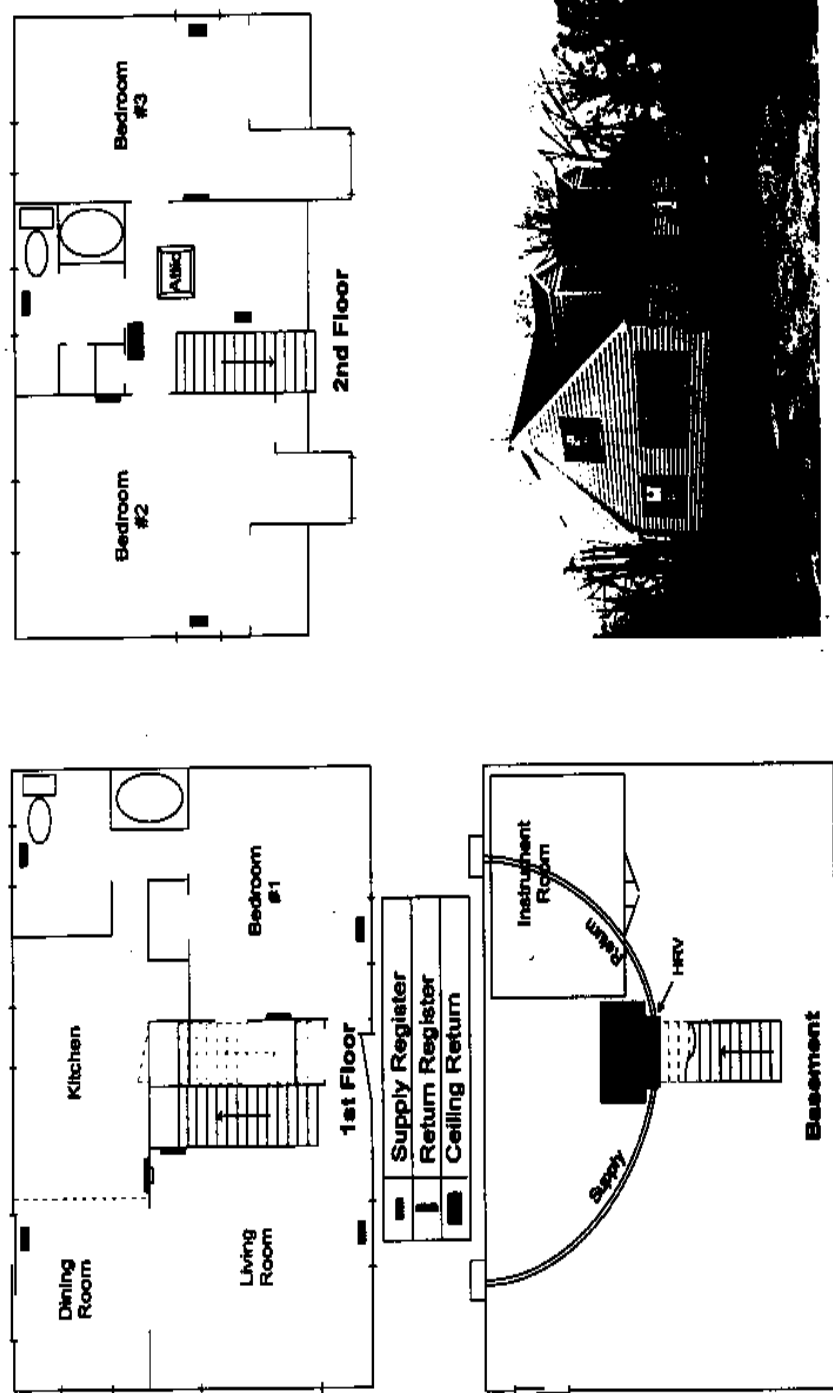 Dining
Room
Kitchen
Living
Room
Bedroom
#1
1st Floor
Bedroom
#2
Bedroom
#3
Attic
2nd Floor
Supply Register
Return Register
Ceiling Return
Instrument
Room
Supply
Return
HRV
Basement